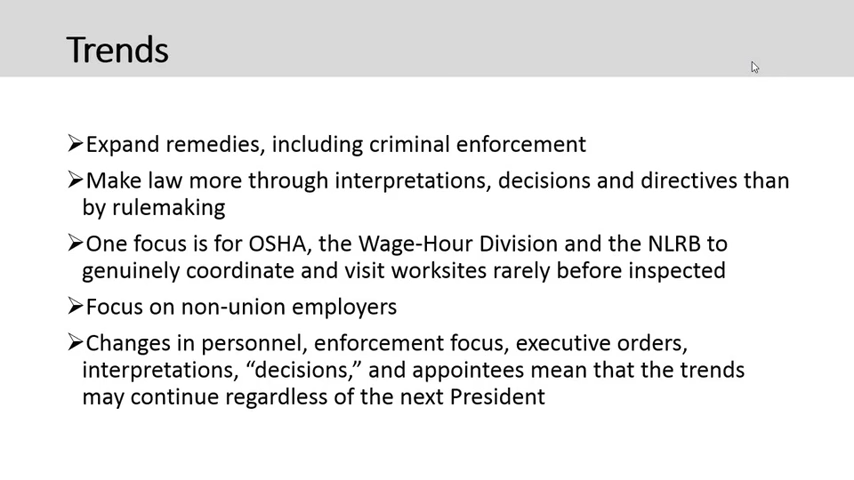 Trends
➢Expand remedies, including criminal enforcement
➢Make law more through interpretations, decisions and directives than
by rulemaking
➢One focus is for OSHA, the Wage-Hour Division and the NLRB to
genuinely coordinate and visit worksites rarely before inspected
➢Focus on non-union employers
➢Changes in personnel, enforcement focus, executive orders,
interpretations, “decisions,” and appointees mean that the trends
may continue regardless of the next President